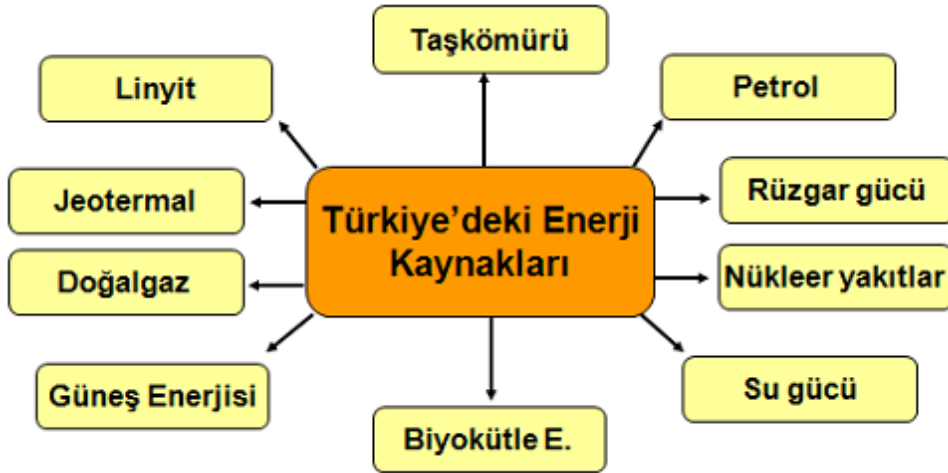 Taşkömürü
Linyit
Petrol
Jeotermal
Rüzgar gücü
Türkiye'deki Enerji
Kaynakları
Doğalgaz
Nükleer yakıtlar
Güneş Enerjisi
Su gücü
Biyokütle E.